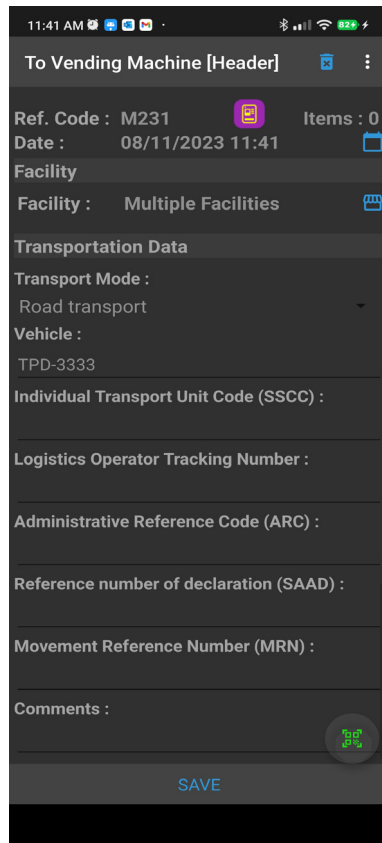 11:41 AM
82
To Vending Machine [Header]
Ref. Code : M231 Items : 0
Date : 08/11/2023 11:41
Facility
Facility : Multiple Facilities
Transportation Data
Transport Mode :
Road transport
Vehicle :
TPD-3333
Individual Transport Unit Code (SSCC) :
Logistics Operator Tracking Number :
Administrative Reference Code (ARC) :
Reference number of declaration (SAAD) :
Movement Reference Number (MRN) :
Comments :
SAVE